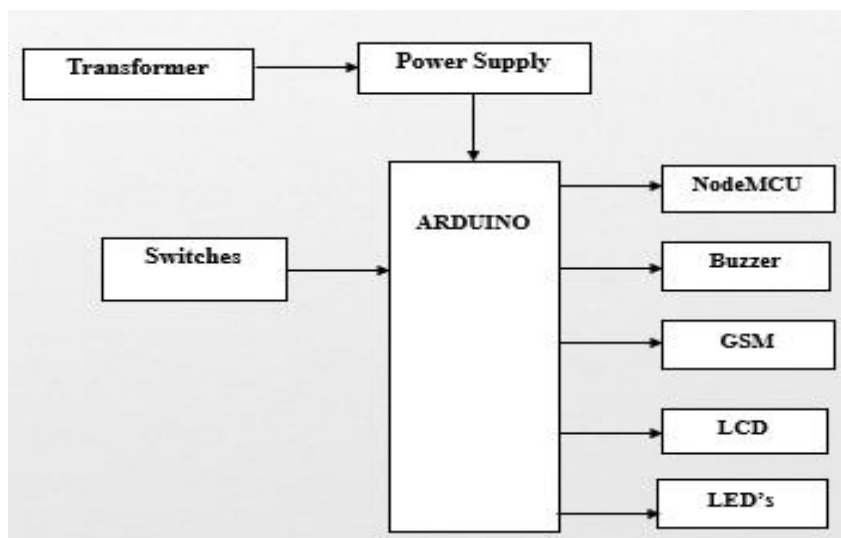 Transformer
Power Supply
ARDUINO
Switches
NodeMCU
Buzzer
GSM
LCD
LED's